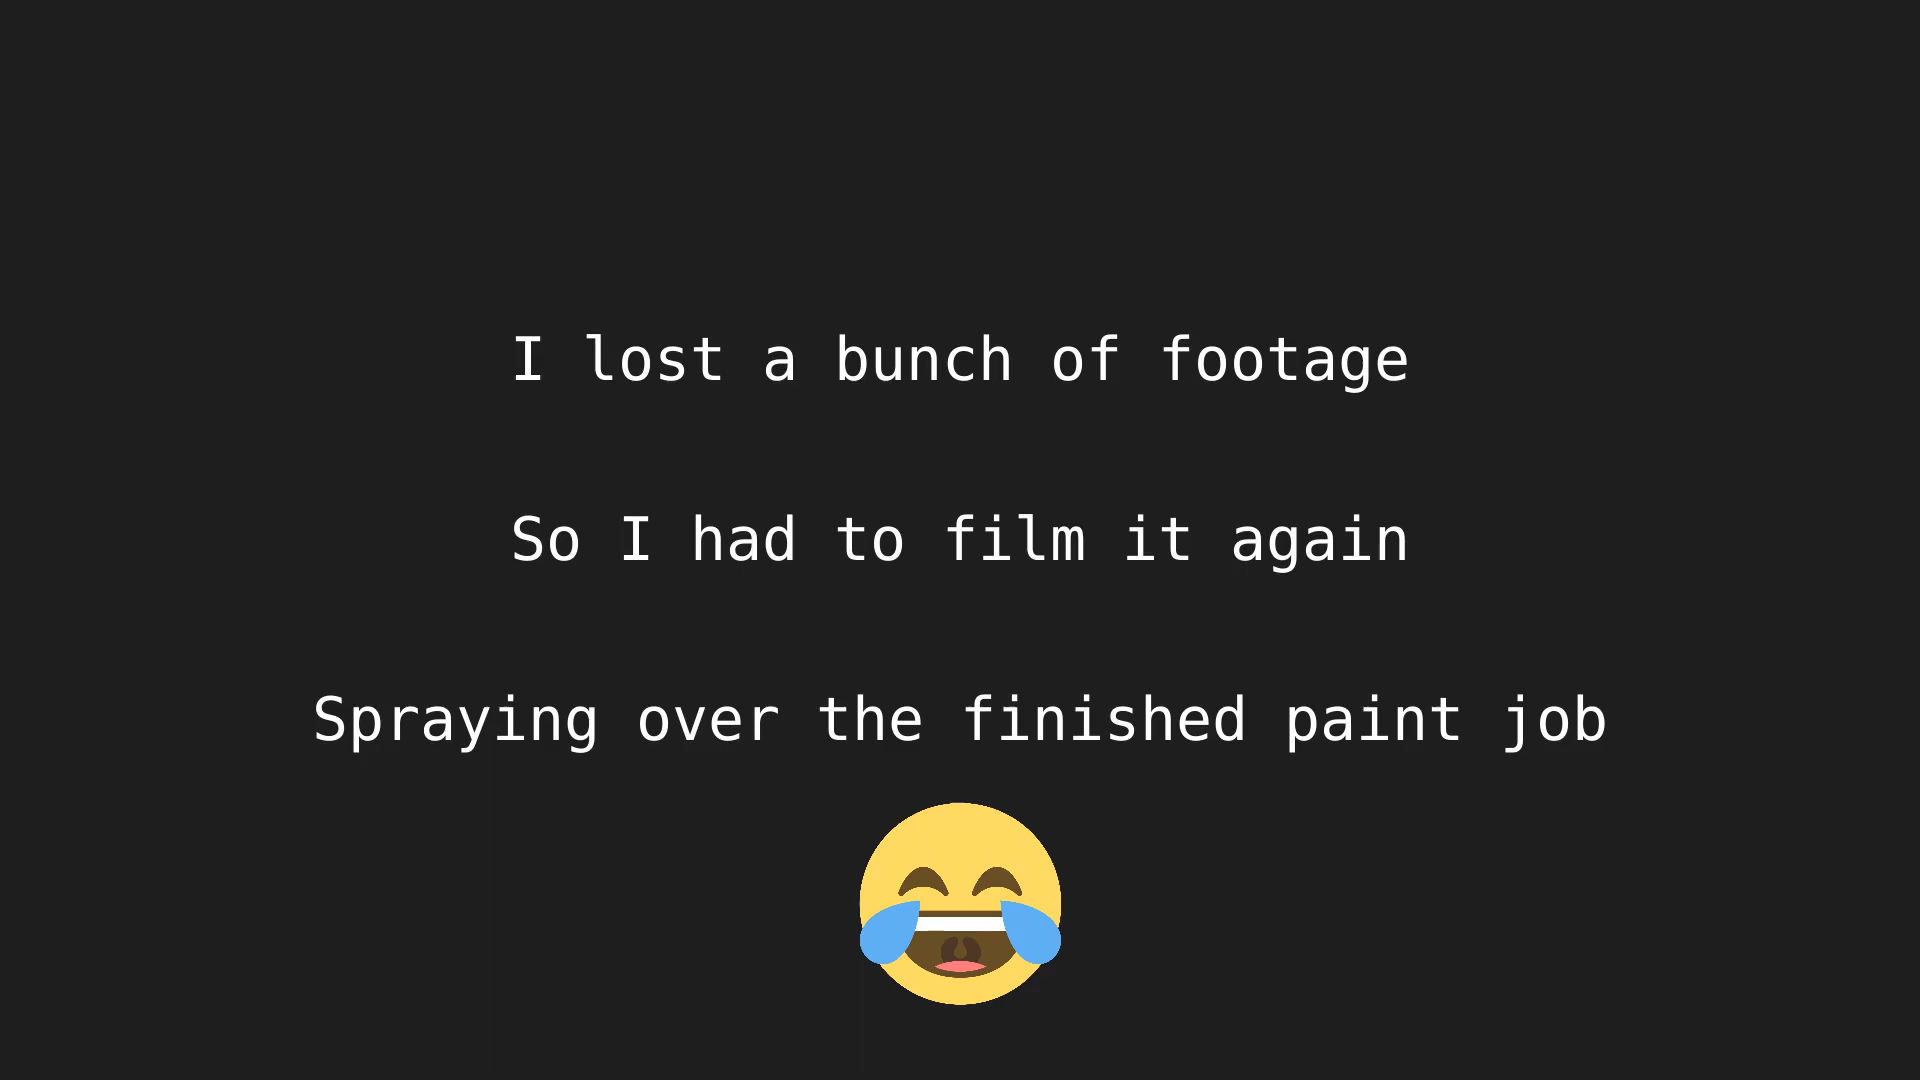 I lost a bunch of footage
So I had to film it again
Spraying over the finished paint job